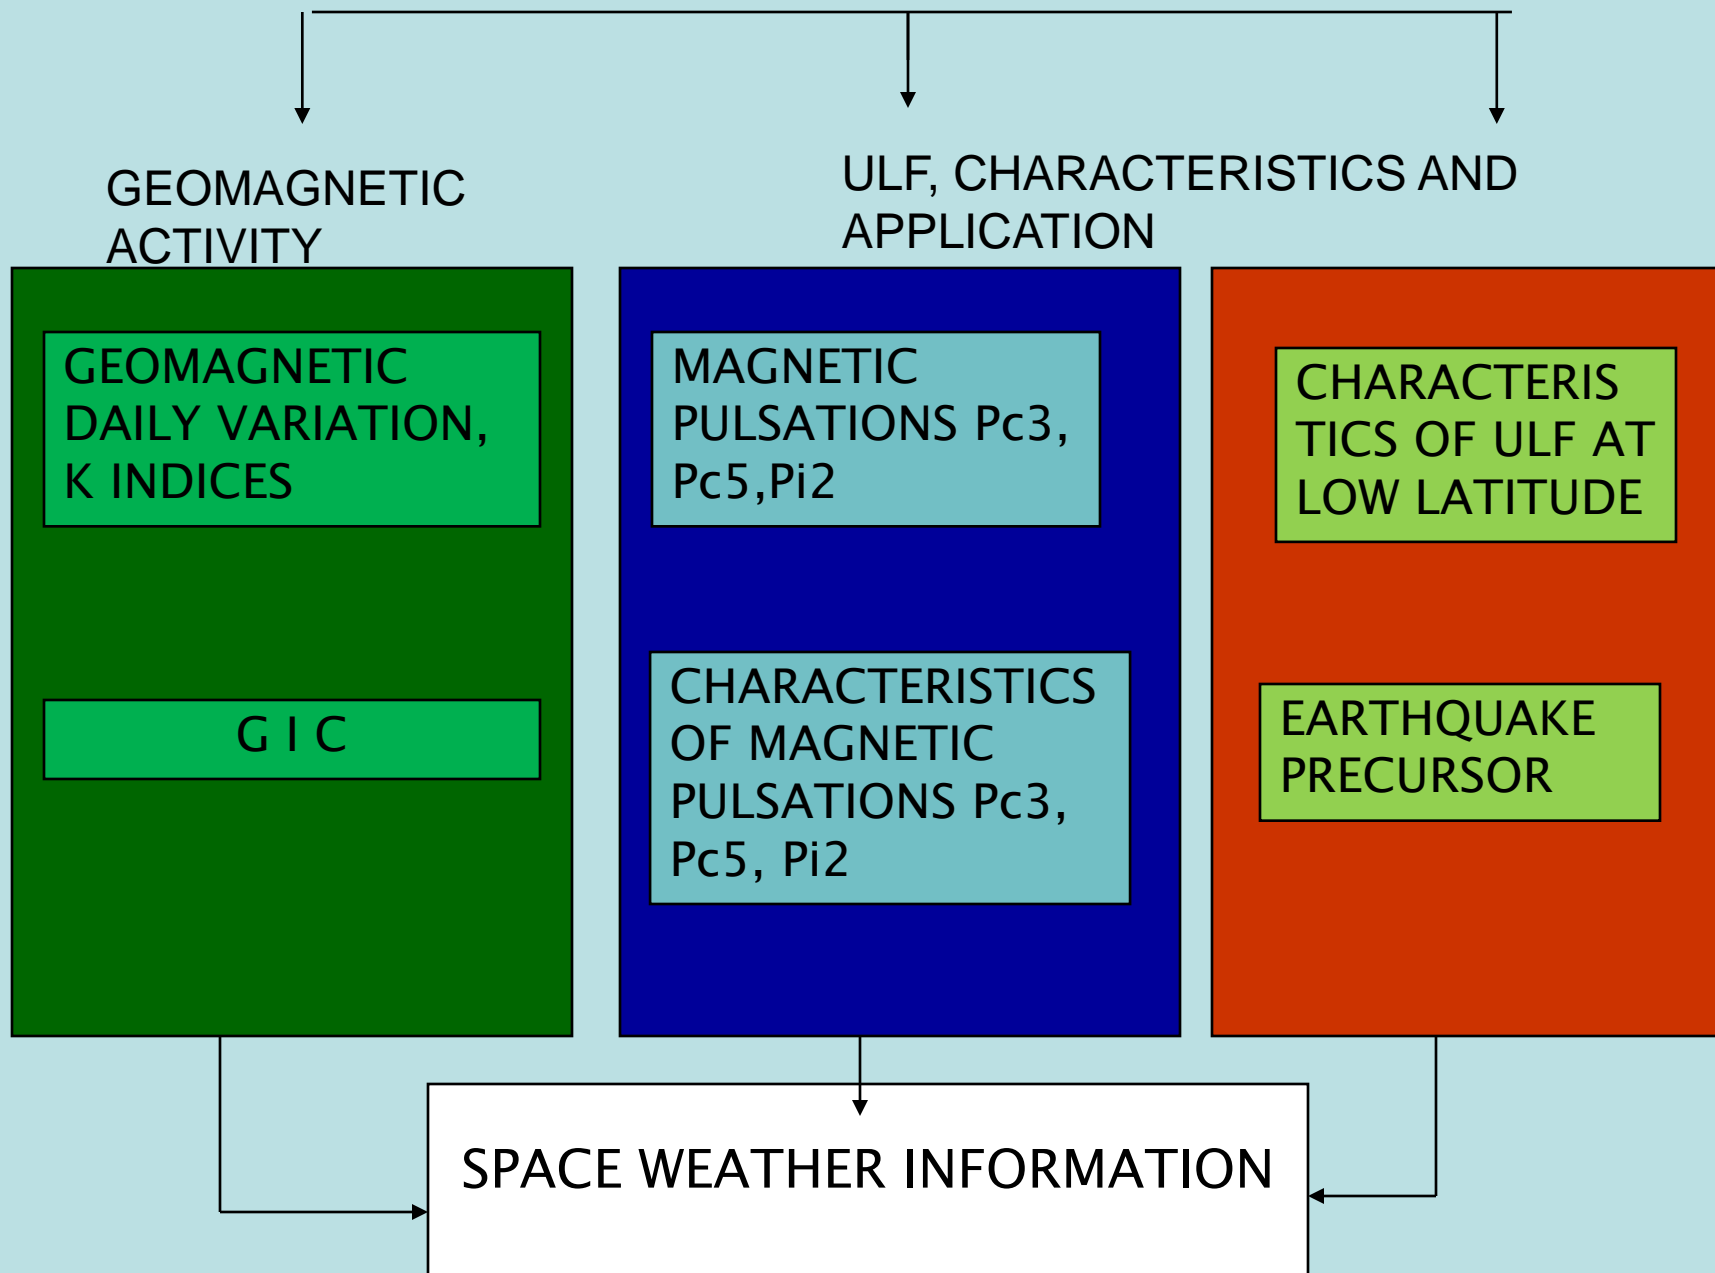 GEOMAGNETIC
ACTIVITY
ULF, CHARACTERISTICS AND
APPLICATION
GEOMAGNETIC
DAILY VARIATION,
K INDICES
G I C
MAGNETIC
PULSATIONS Pc3,
Pc5,Pi2
CHARACTERISTICS
OF MAGNETIC
PULSATIONS Pc3,
Pc5, Pi2
CHARACTERIS
TICS OF ULF AT
LOW LATITUDE
EARTHQUAKE
PRECURSOR
SPACE WEATHER INFORMATION